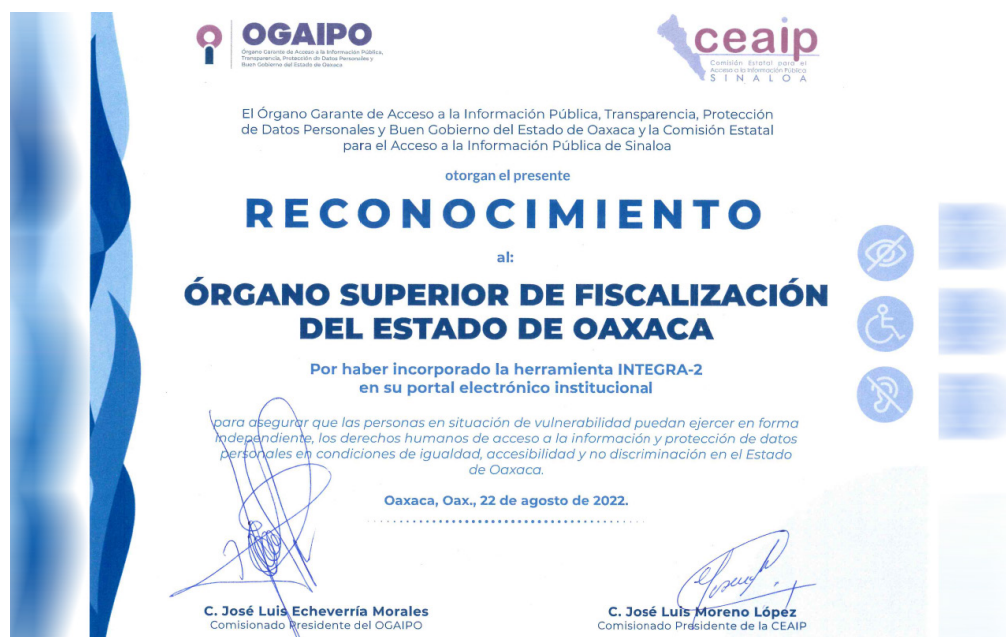 OGAIPO
Órgano Garante de Acceso a la Información Pública,
Transparencia, Protección de Datos Personales y
Buen Gobierno del Estado de Oaxaca
ceaip
Comisión Estatal para el
Acceso a la Información Pública
SINALOA
El Órgano Garante de Acceso a la Información Pública, Transparencia, Protección
de Datos Personales y Buen Gobierno del Estado de Oaxaca y la Comisión Estatal
para el Acceso a la Información Pública de Sinaloa
otorgan el presente
RECONOCIMIENTO
al:
ÓRGANO SUPERIOR DE FISCALIZACIÓN
DEL ESTADO DE OAXACA
Por haber incorporado la herramienta INTEGRA-2
en su portal electrónico institucional
para asegurar que las personas en situación de vulnerabilidad puedan ejercer en forma
independiente, los derechos humanos de acceso a la información y protección de datos
personales en condiciones de igualdad, accesibilidad y no discriminación en el Estado
de Oaxaca.
Oaxaca, Oax., 22 de agosto de 2022.
C. José Luis Echeverría Morales
Comisionado Presidente del OGAIPO
C. José Luis Moreno López
Comisionado Presidente de la CEAIP